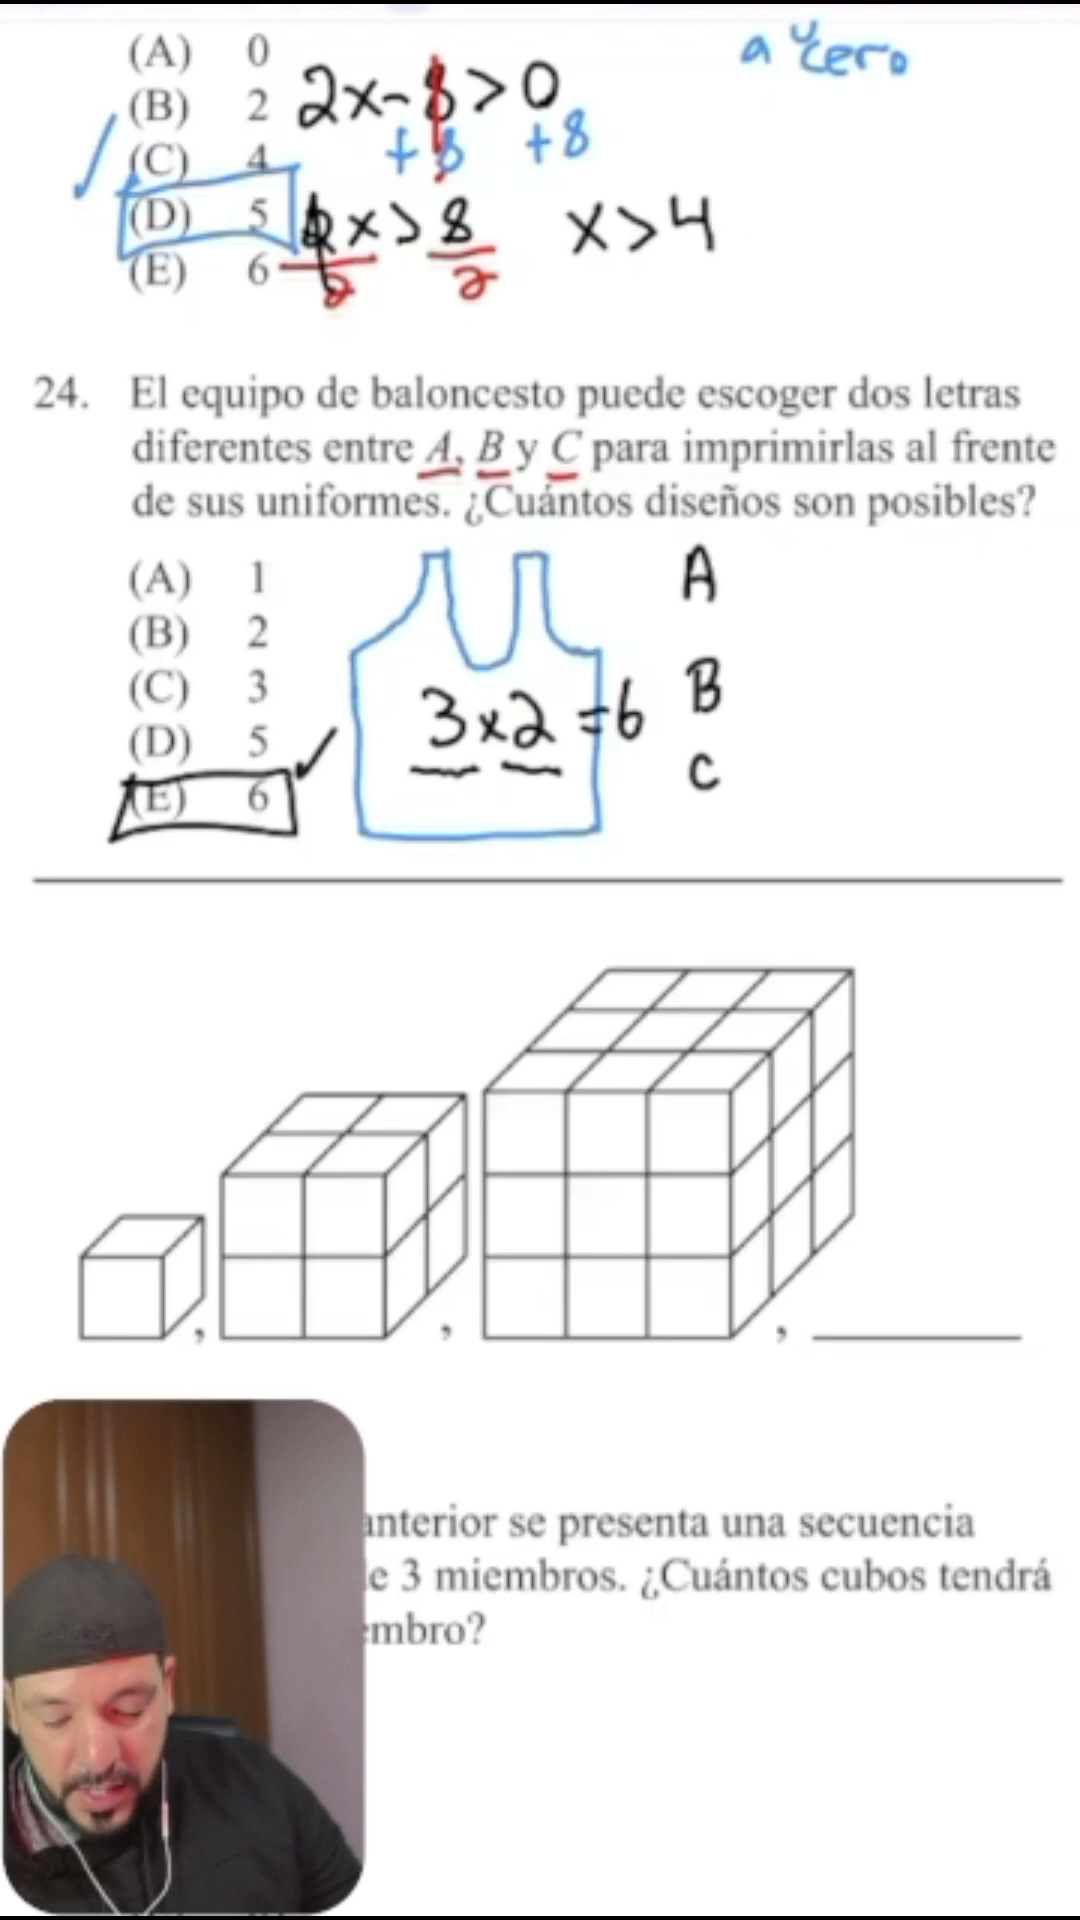 a cero
(A) 0
(B) 2 2x-8>0
+8 +8
(C) 4
(D) 5 2x>8 x>4
2 2
(E) 6
24. El equipo de baloncesto puede escoger dos letras
diferentes entre A, B y C para imprimirlas al frente
de sus uniformes. ¿Cuántos diseños son posibles?
(A) 1 A
(B) 2
(C) 3 3x2=6 B
(D) 5
C
(E) 6
, , ,
anterior se presenta una secuencia
e 3 miembros. ¿Cuántos cubos tendrá
embro?